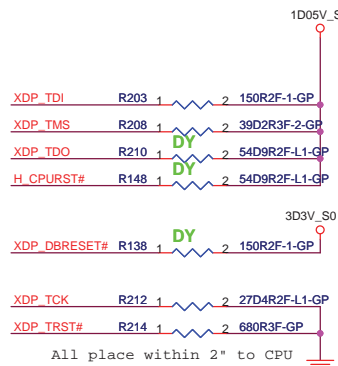 1D05V_S
XDP_TDI R203 1 2 150R2F-1-GP
XDP_TMS R208 1 2 39D2R3F-2-GP
DY
XDP_TDO R210 1 2 54D9R2F-L1-GP
DY
H_CPURST# R148 1 2 54D9R2F-L1-GP
3D3V_S0
DY
XDP_DBRESET# R138 1 2 150R2F-1-GP
XDP_TCK R212 1 2 27D4R2F-L1-GP
XDP_TRST# R214 1 2 680R3F-GP
All place within 2" to CPU